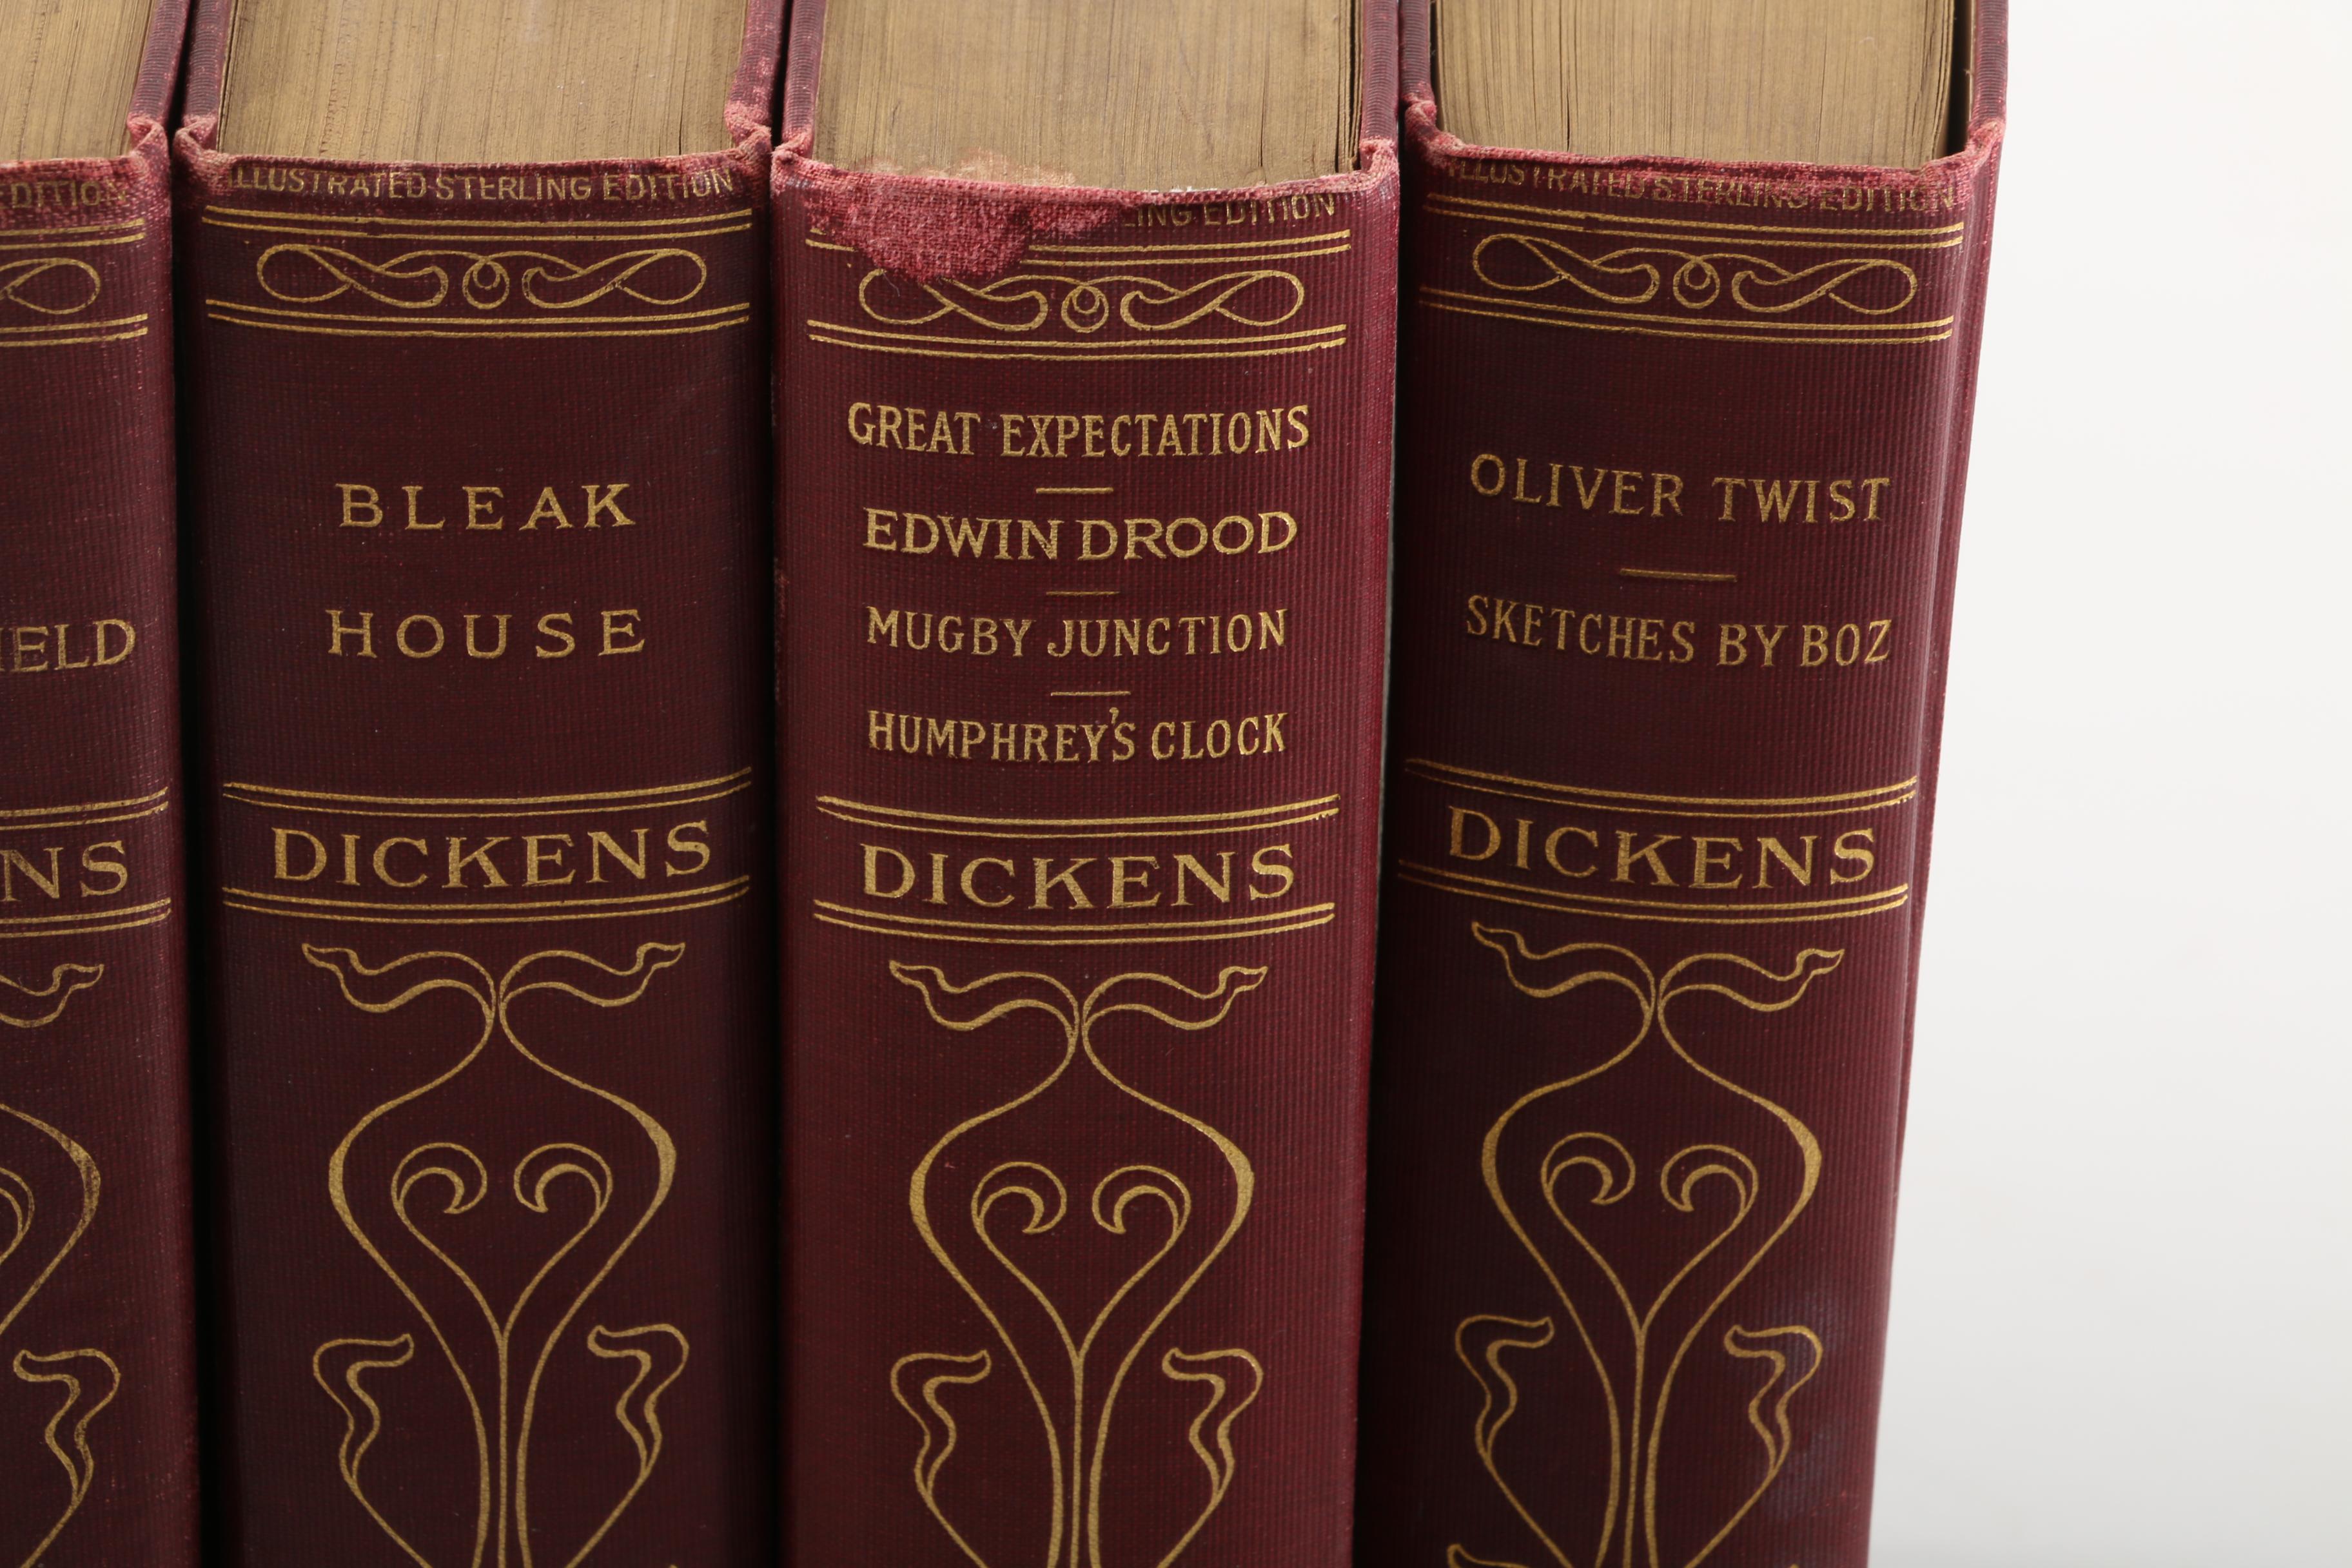 EDITION
IELD
NS
ILLUSTRATED STERLING EDITION
BLEAK
HOUSE
DICKENS
LING EDITION
GREAT EXPECTATIONS
EDWIN DROOD
MUGBY JUNCTION
HUMPHREY'S CLOCK
DICKENS
ILLUSTRATED STERLING EDITION
OLIVER TWIST
SKETCHES BY BOZ
DICKENS